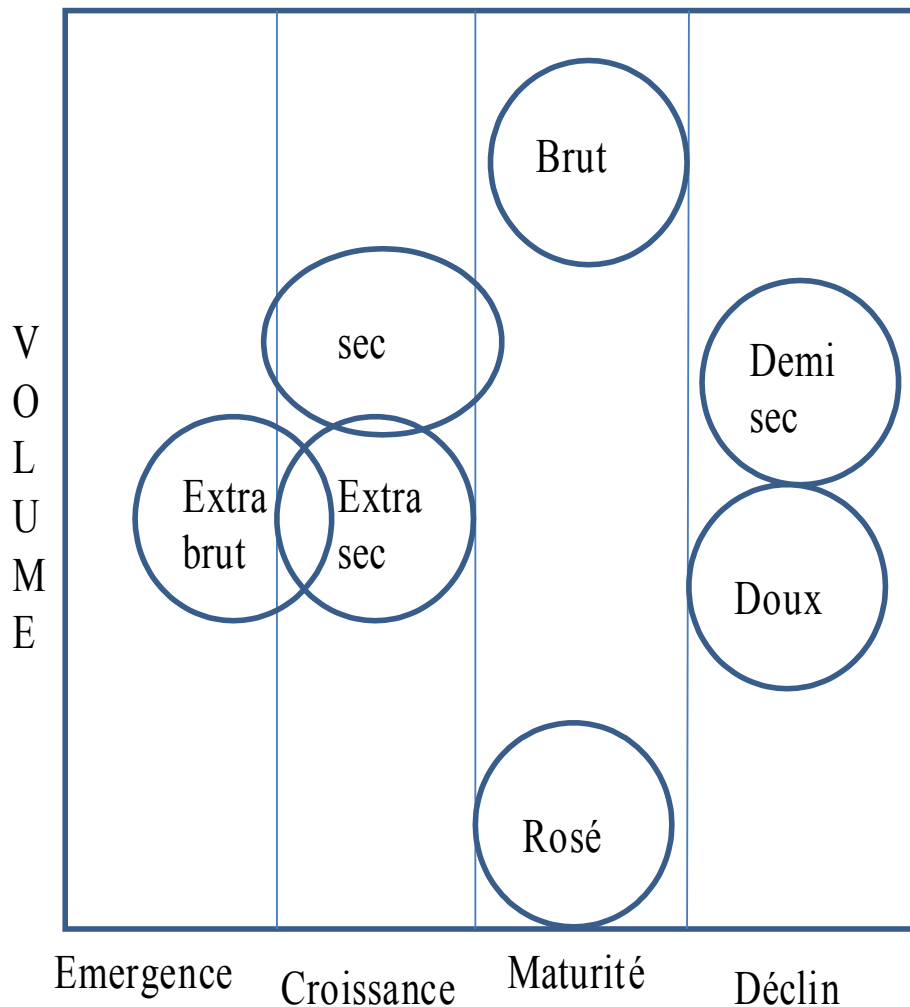 Brut
sec
Demi
sec
Extra
brut
Extra
sec
Doux
Rosé
V
O
L
U
M
E
Emergence
Croissance
Maturité
Déclin